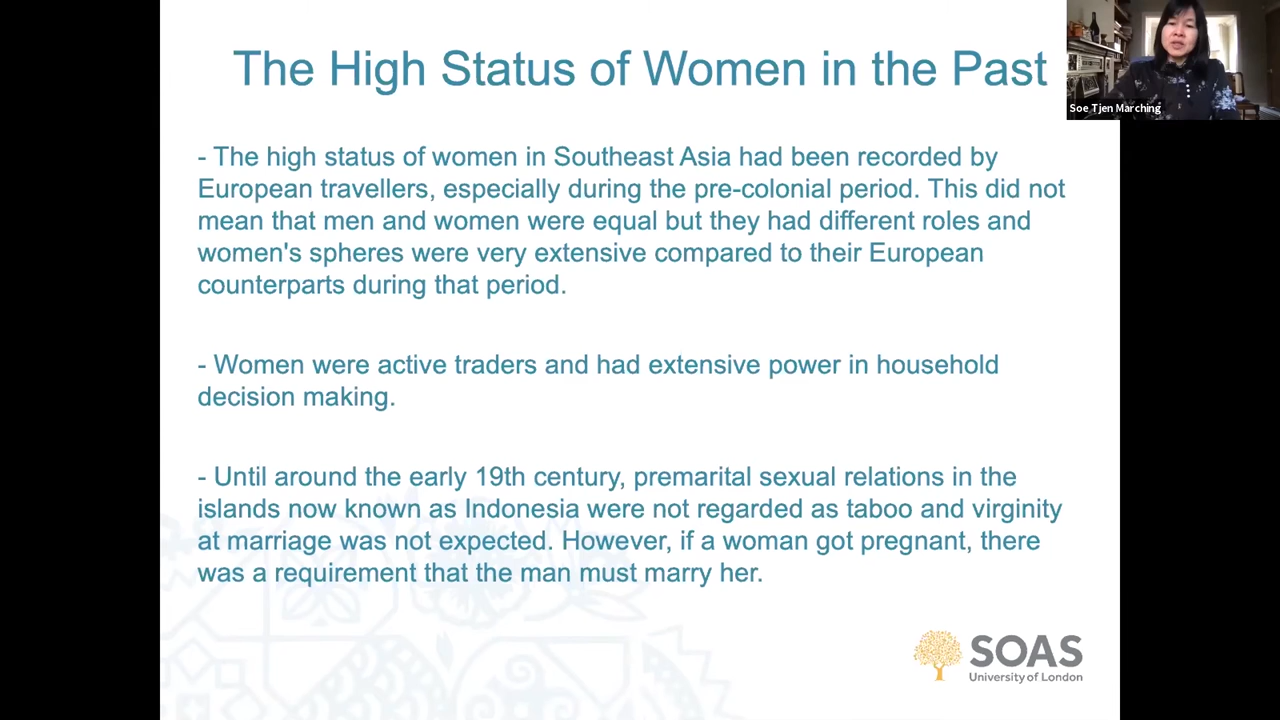 The High Status of Women in the Past
Soe Tjen Marching
- The high status of women in Southeast Asia had been recorded by
European travellers, especially during the pre-colonial period. This did not
mean that men and women were equal but they had different roles and
women's spheres were very extensive compared to their European
counterparts during that period.
- Women were active traders and had extensive power in household
decision making.
- Until around the early 19th century, premarital sexual relations in the
islands now known as Indonesia were not regarded as taboo and virginity
at marriage was not expected. However, if a woman got pregnant, there
was a requirement that the man must marry her.
SOAS
University of London